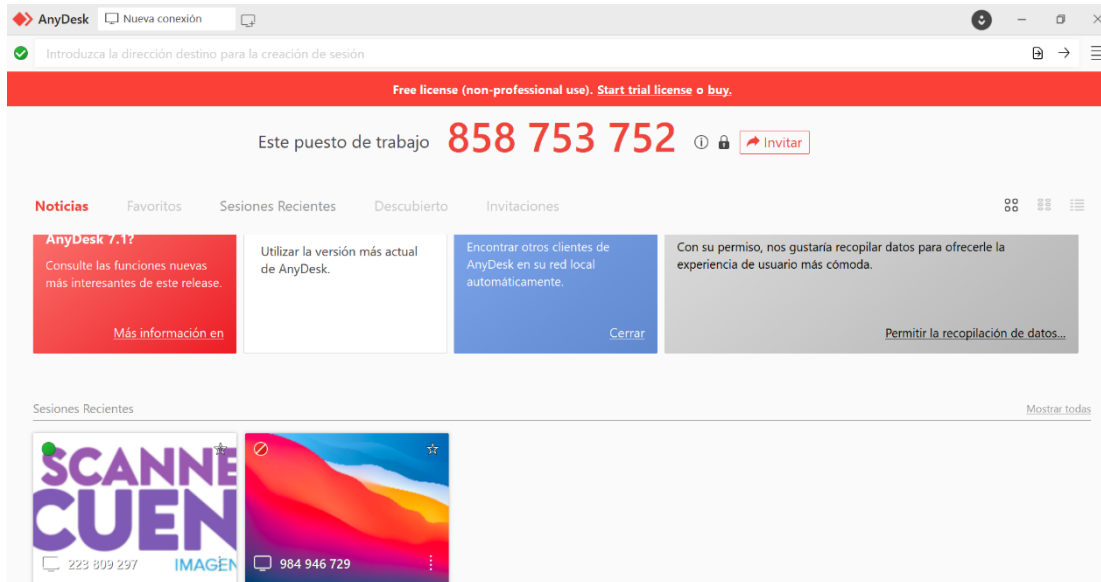 AnyDesk Nueva conexión
Introduzca la dirección destino para la creación de sesión
Free license (non-professional use). Start trial license o buy.
Este puesto de trabajo 858 753 752 Invitar
Noticias Favoritos Sesiones Recientes Descubierto Invitaciones
AnyDesk 7.1?
Consulte las funciones nuevas
más interesantes de este release.
Más información en
Utilizar la versión más actual
de AnyDesk.
Encontrar otros clientes de
AnyDesk en su red local
automáticamente.
Cerrar
Con su permiso, nos gustaría recopilar datos para ofrecerle la
experiencia de usuario más cómoda.
Permitir la recopilación de datos...
Sesiones Recientes Mostrar todas
SCANNE
CUEN
IMAGEN
223 809 297
984 946 729